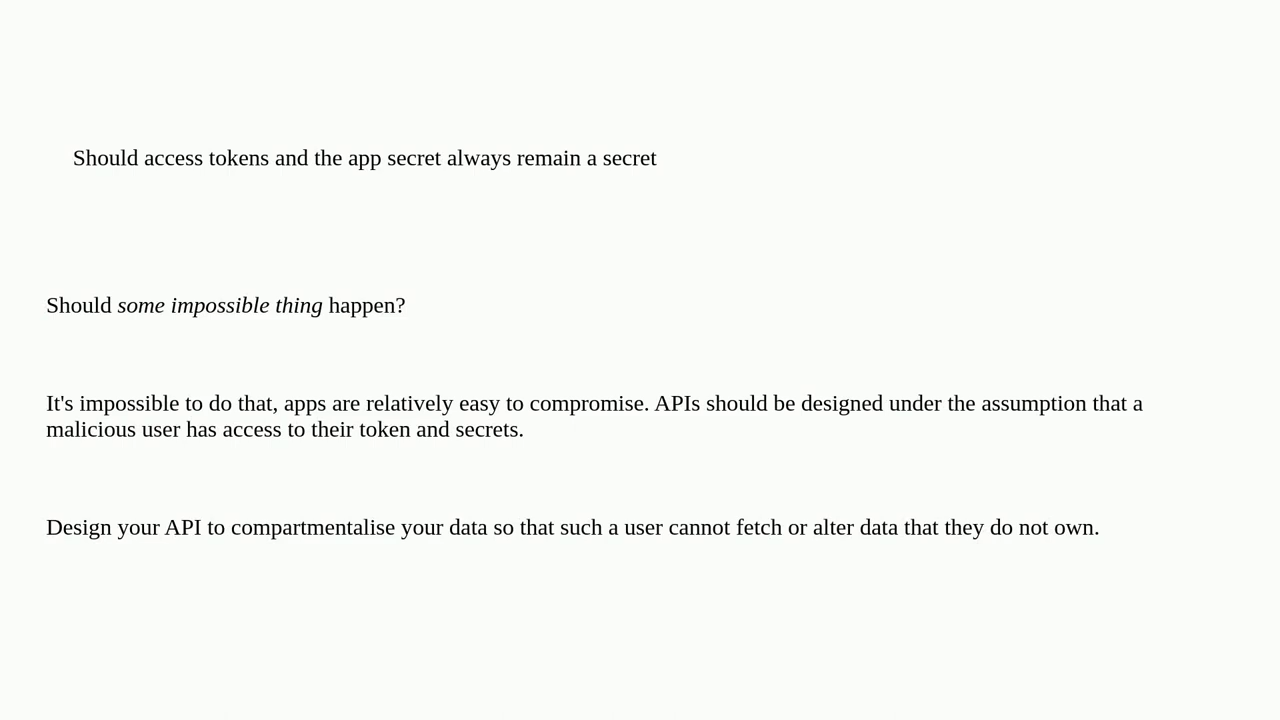 Should access tokens and the app secret always remain a secret
Should some impossible thing happen?
It's impossible to do that, apps are relatively easy to compromise. APIs should be designed under the assumption that a
malicious user has access to their token and secrets.
Design your API to compartmentalise your data so that such a user cannot fetch or alter data that they do not own.